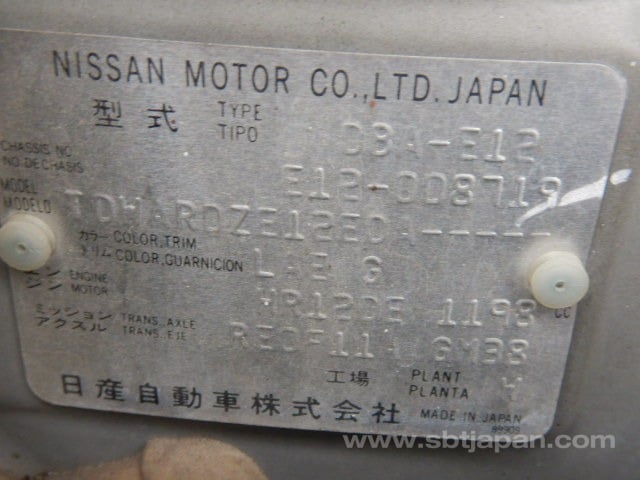 NISSAN MOTOR CO.,LTD. JAPAN
型式 TYPE TIPO DBA-E12
CHASSIS NO. NO. DE CHASIS E12-008719
MODEL MODELO
カラー COLOR, TRIM
トリム COLOR, GUARNICION G
エン ENGINE
ジン MOTOR HR12DE 1198 CC
ミッション TRANS., AXLE
アクスル TRANS., EJE GM38
工場 PLANT PLANTA
日産自動車株式会社 MADE IN JAPAN
www.sbtjapan.com